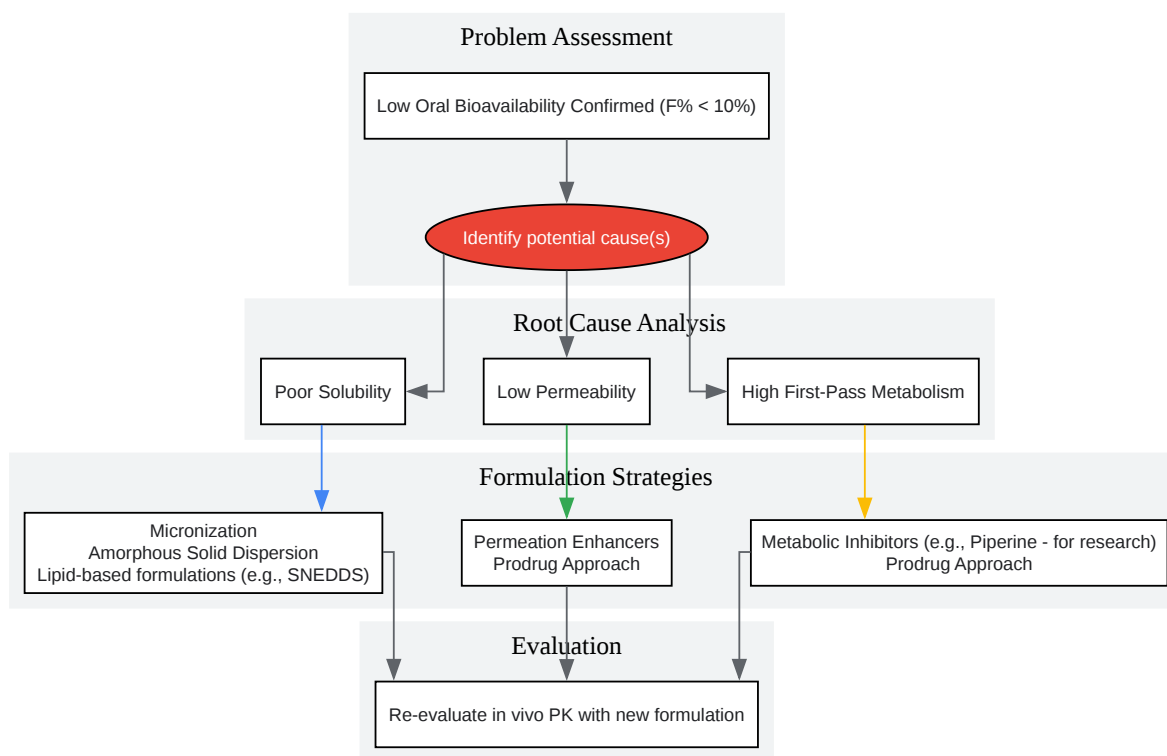 Problem Assessment
Low Oral Bioavailability Confirmed (F% < 10%)
Identify potential cause(s)
Root Cause Analysis
Poor Solubility
Low Permeability
High First-Pass Metabolism
Formulation Strategies
Micronization
Amorphous Solid Dispersion
Lipid-based formulations (e.g., SNEDDS)
Permeation Enhancers
Prodrug Approach
Metabolic Inhibitors (e.g., Piperine - for research)
Prodrug Approach
Evaluation
Re-evaluate in vivo PK with new formulation